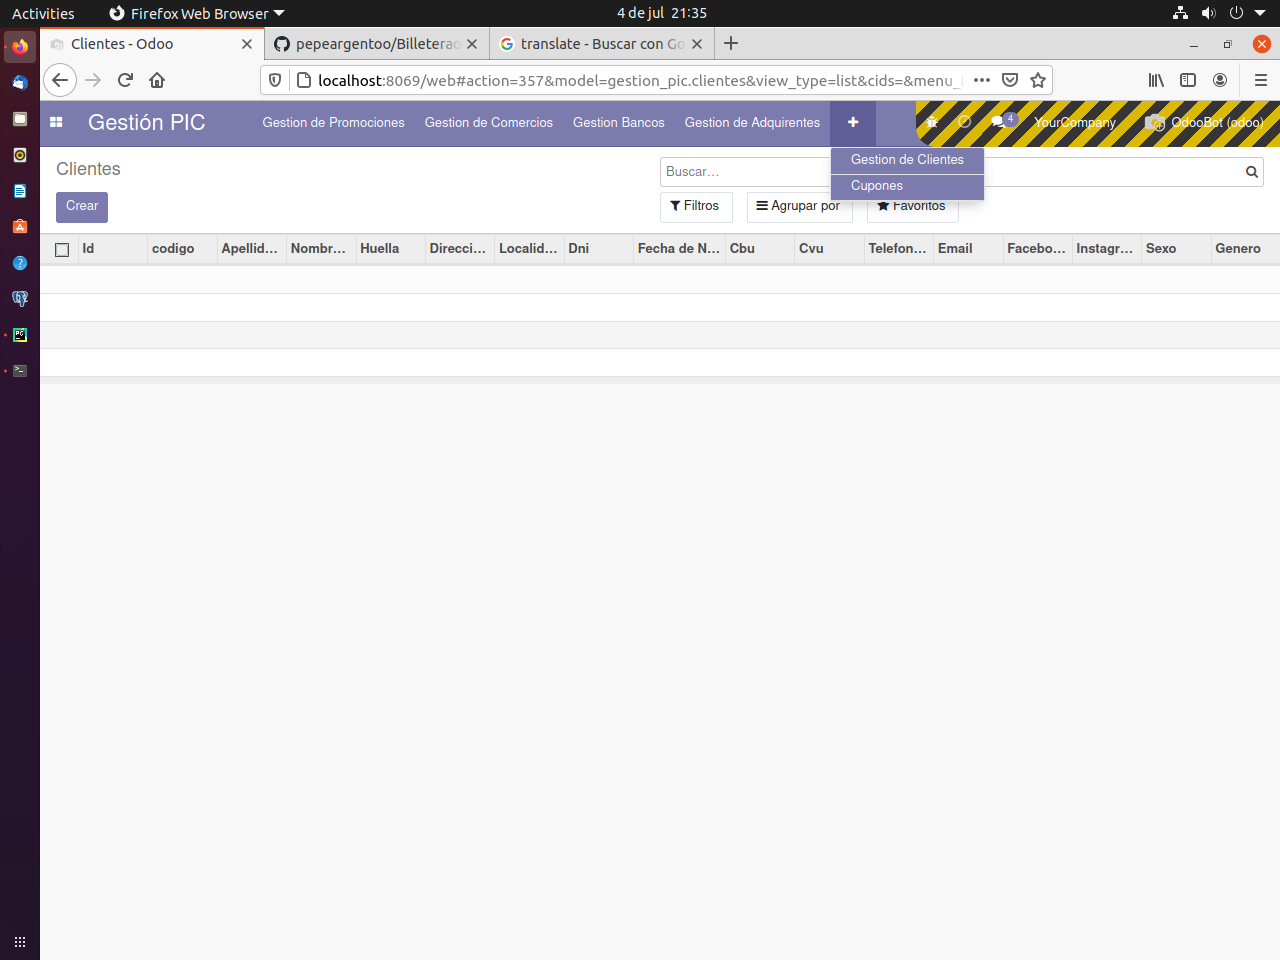 Activities Firefox Web Browser 4 de jul 21:35
Clientes - Odoo pepeargentoo/Billeterao translate - Buscar con Go
localhost:8069/web#action=357&model=gestion_pic.clientes&view_type=list&cids=&menu_
Gestión PIC Gestion de Promociones Gestion de Comercios Gestion Bancos Gestion de Adquirentes 4 YourCompany OdooBot (odoo)
Gestion de Clientes
Cupones
Clientes Buscar...
Crear Filtros Agrupar por Favoritos
Id codigo Apellid... Nombr... Huella Direcci... Localid... Dni Fecha de N... Cbu Cvu Telefon... Email Facebo... Instagr... Sexo Genero